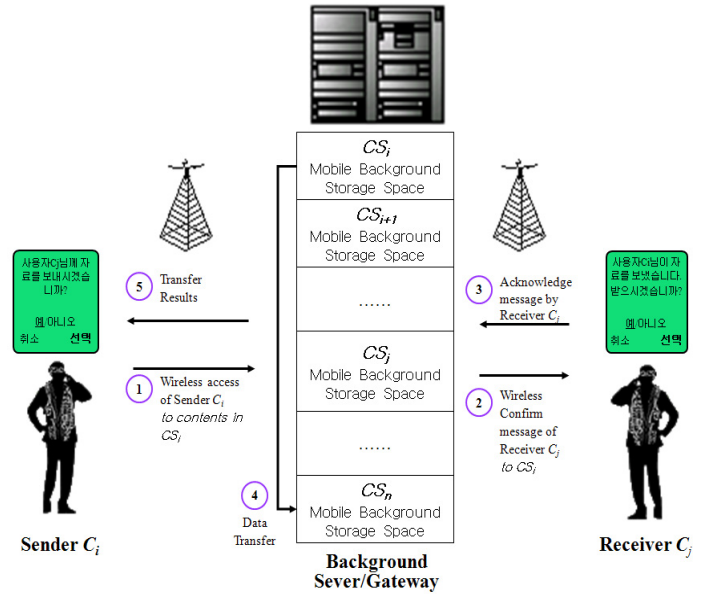 CSi
Mobile Background
Storage Space
CSi+1
Mobile Background
Storage Space
......
CSj
Mobile Background
Storage Space
......
CSn
Mobile Background
Storage Space
Background
Sever/Gateway
사용자Cj님께 자
료를 보내시겠습
니까?
예/아니오
취소 선택
5 Transfer
Results
1 Wireless access
of Sender Ci
to contents in
CSi
4
Data
Transfer
Sender Ci
사용자Ci님이 자
료를 보냈습니다.
받으시겠습니까?
예/아니오
취소 선택
3 Acknowledge
message by
Receiver Cj
2 Wireless
Confirm
message of
Receiver Cj
to CSi
Receiver Cj